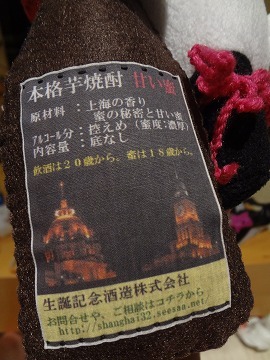 本格芋焼酎 甘い蜜
原材料：上海の香り
蜜の秘密と甘い蜜
アルコール分：控えめ（蜜度：濃厚）
内容量：底なし
飲酒は20歳から、蜜は18歳から。
生誕記念酒造株式会社
お問合せや、ご相談はコチラから
http://shanghai32.seesaa.net/